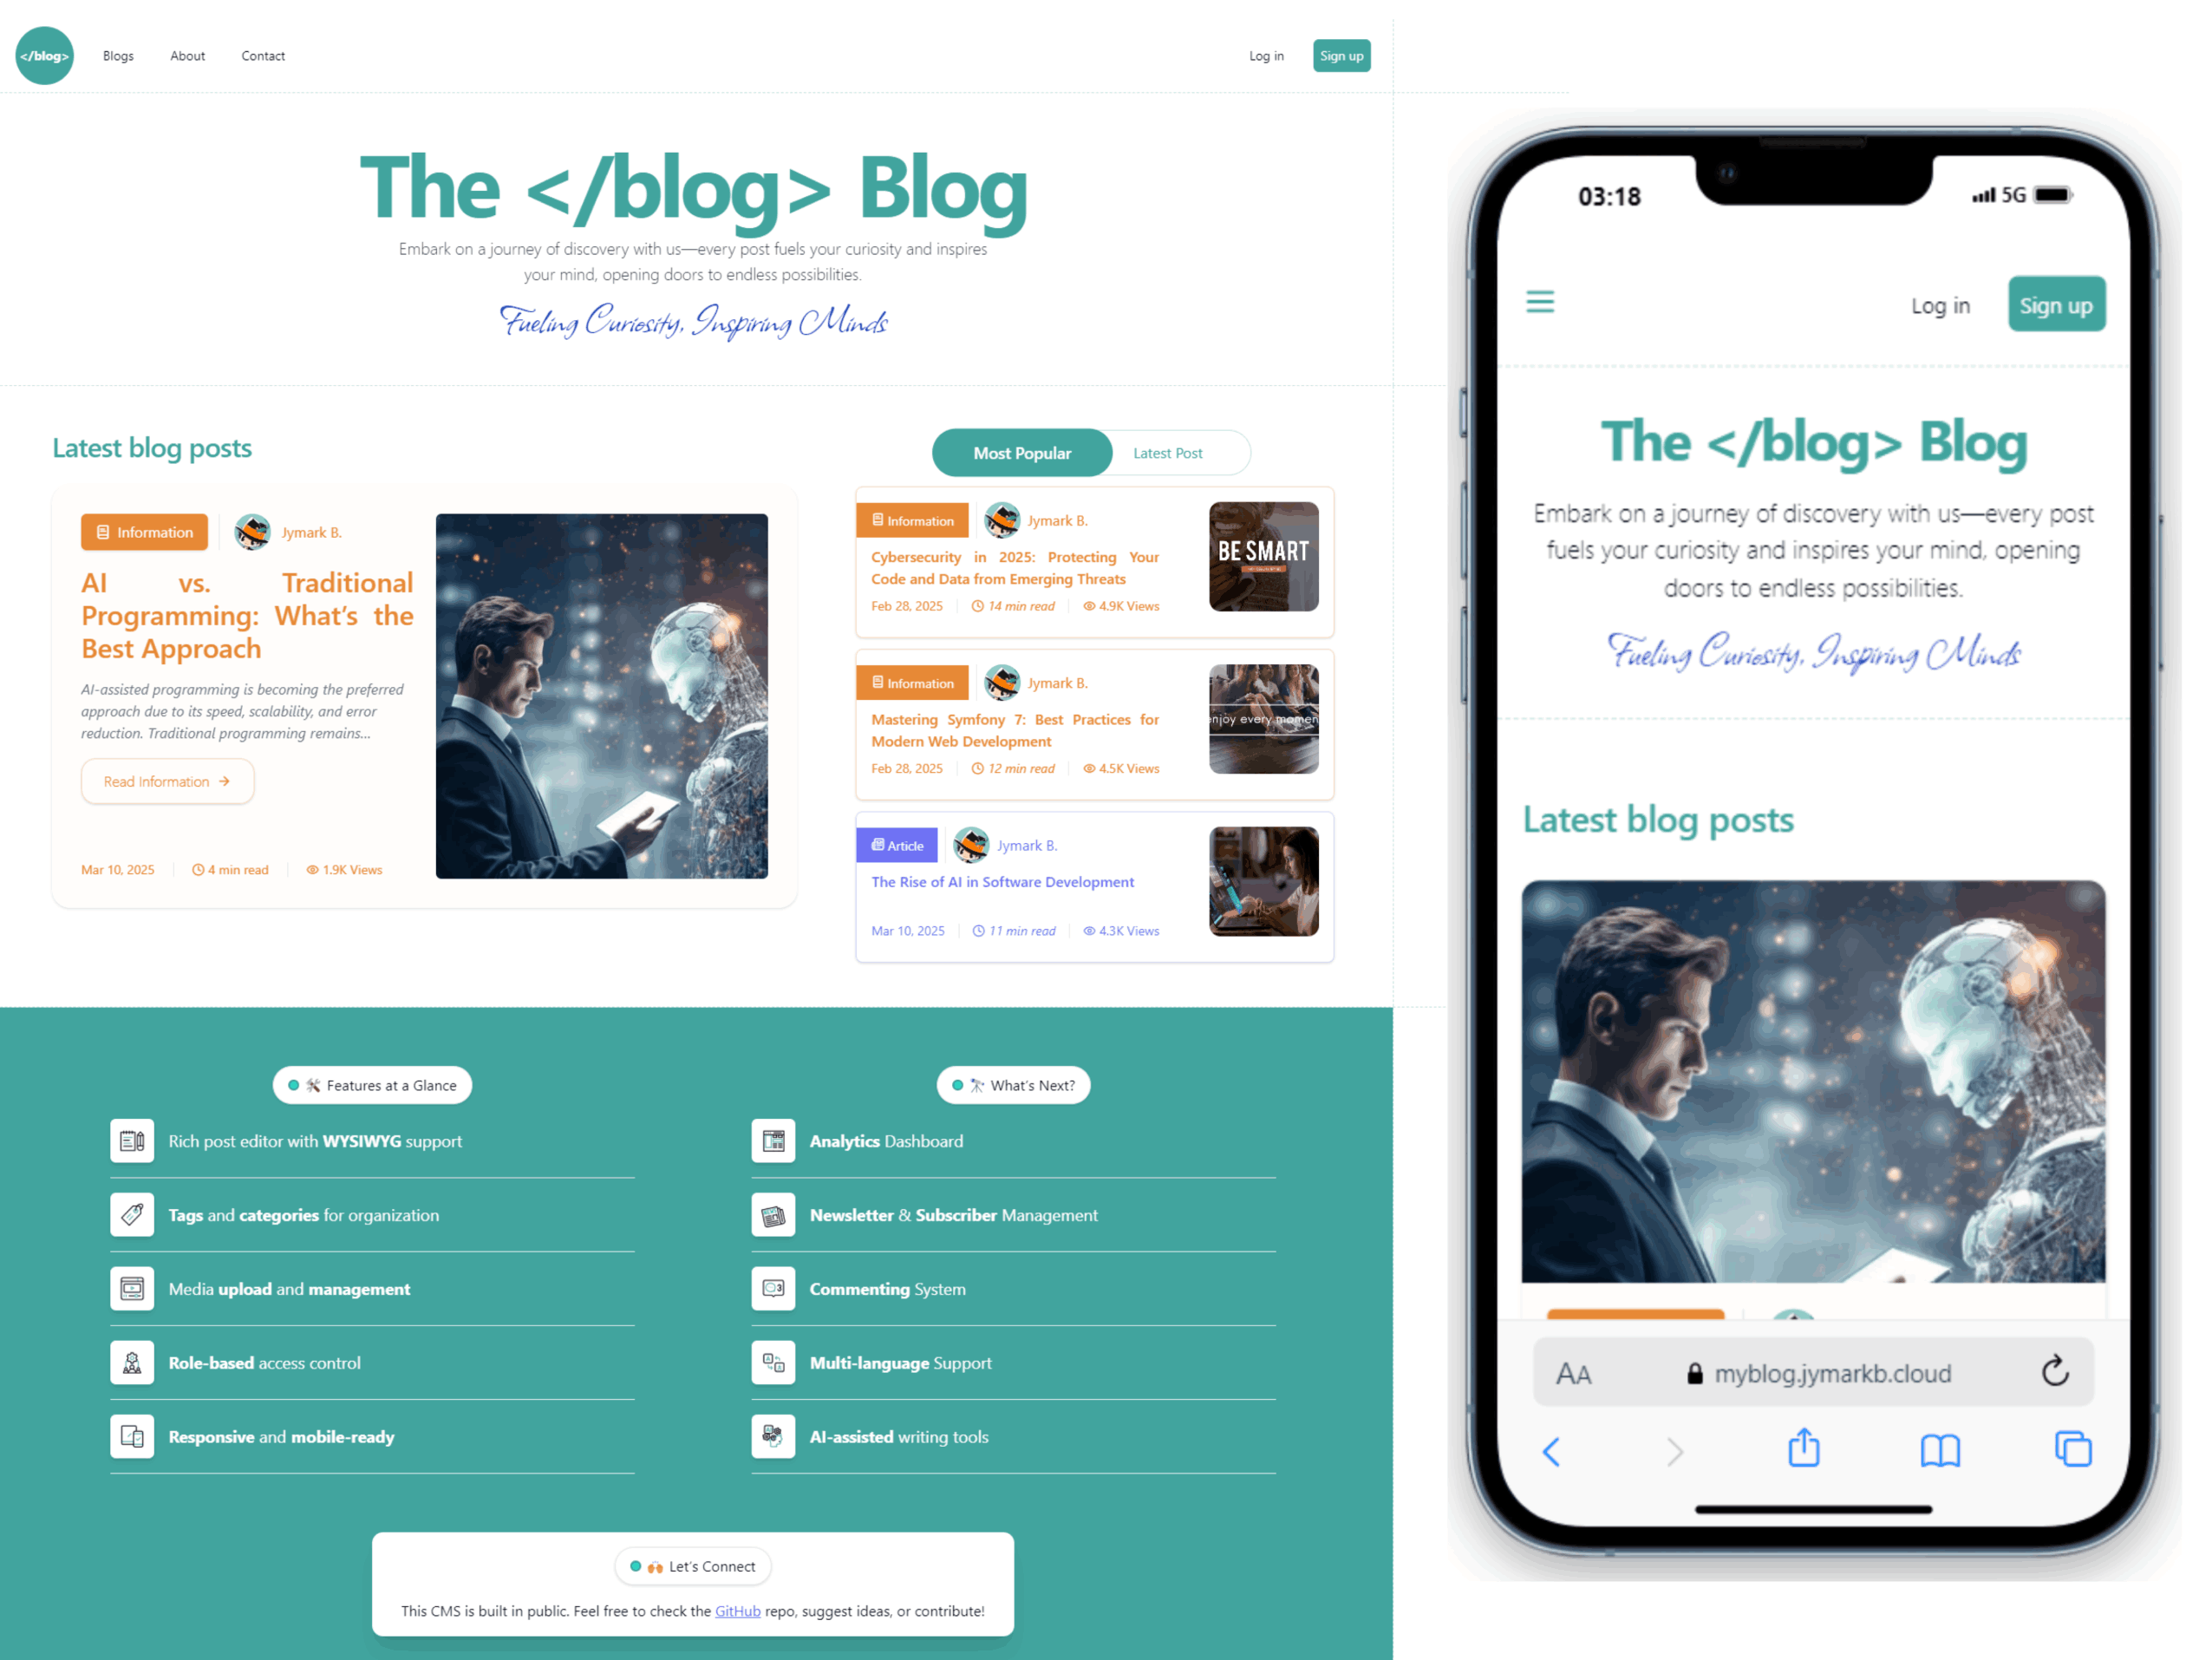 </blog>
Blogs
About
Contact
Log in
Sign up
The </blog> Blog
Embark on a journey of discovery with us—every post fuels your curiosity and inspires
your mind, opening doors to endless possibilities.
Fueling Curiosity, Inspiring Minds
Latest blog posts
Information
Jymark B.
AI vs. Traditional
Programming: What's the
Best Approach
AI-assisted programming is becoming the preferred
approach due to its speed, scalability, and error
reduction. Traditional programming remains...
Read Information →
Mar 10, 2025
4 min read
1.9K Views
Most Popular
Latest Post
Information
Jymark B.
Cybersecurity in 2025: Protecting Your
Code and Data from Emerging Threats
Feb 28, 2025
14 min read
4.9K Views
BE SMART
Information
Jymark B.
Mastering Symfony 7: Best Practices for
Modern Web Development
Feb 28, 2025
12 min read
4.5K Views
enjoy every momen
Article
Jymark B.
The Rise of AI in Software Development
Mar 10, 2025
11 min read
4.3K Views
Features at a Glance
Rich post editor with WYSIWYG support
Tags and categories for organization
Media upload and management
Role-based access control
Responsive and mobile-ready
What's Next?
Analytics Dashboard
Newsletter & Subscriber Management
Commenting System
Multi-language Support
AI-assisted writing tools
Let's Connect
This CMS is built in public. Feel free to check the GitHub repo, suggest ideas, or contribute!
03:18
5G
Log in
Sign up
The </blog> Blog
Embark on a journey of discovery with us—every post
fuels your curiosity and inspires your mind, opening
doors to endless possibilities.
Fueling Curiosity, Inspiring Minds
Latest blog posts
AA
myblog.jymarkb.cloud